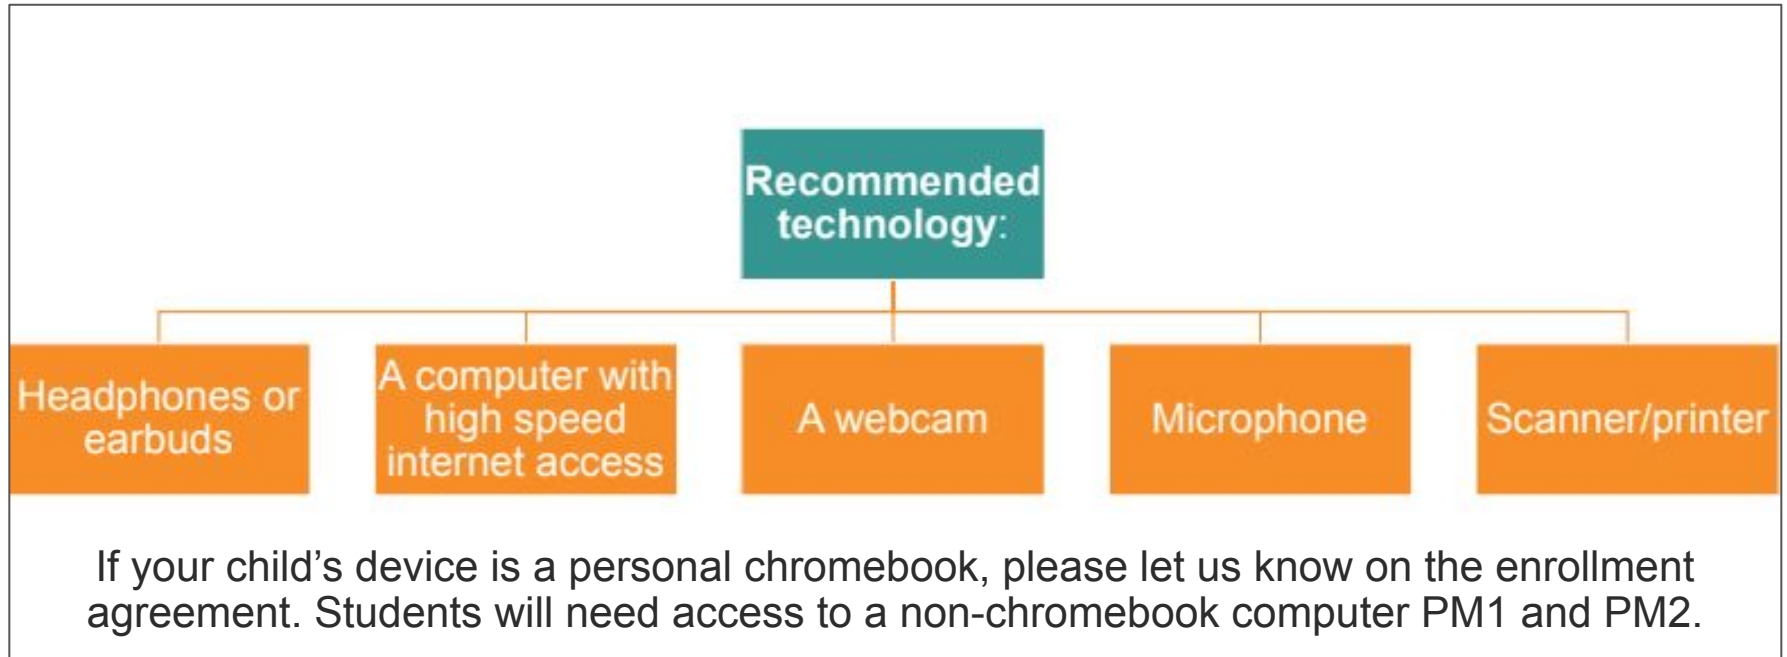 Recommended
technology:
Headphones or
earbuds
A computer with
high speed
internet access
A webcam
Microphone
Scanner/printer
If your child’s device is a personal chromebook, please let us know on the enrollment
agreement. Students will need access to a non-chromebook computer PM1 and PM2.